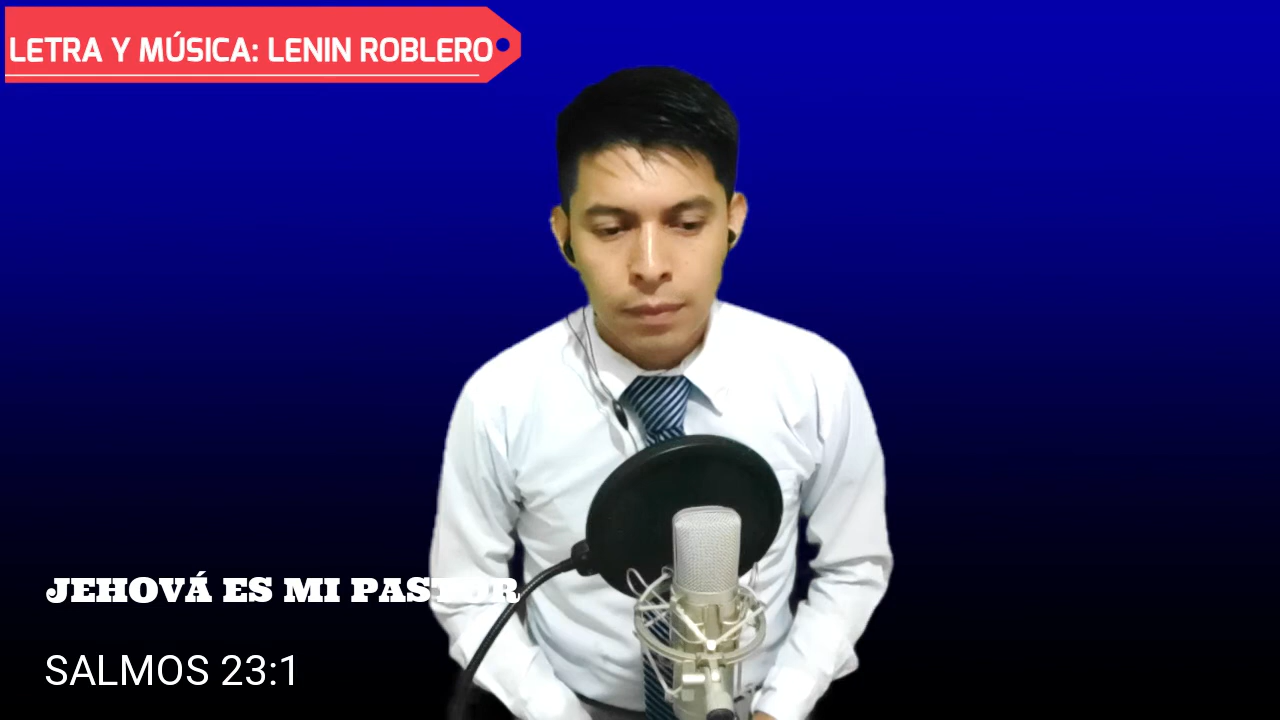 LETRA Y MÚSICA: LENIN ROBLERO
JEHOVÁ ES MI PASTOR
SALMOS 23:1